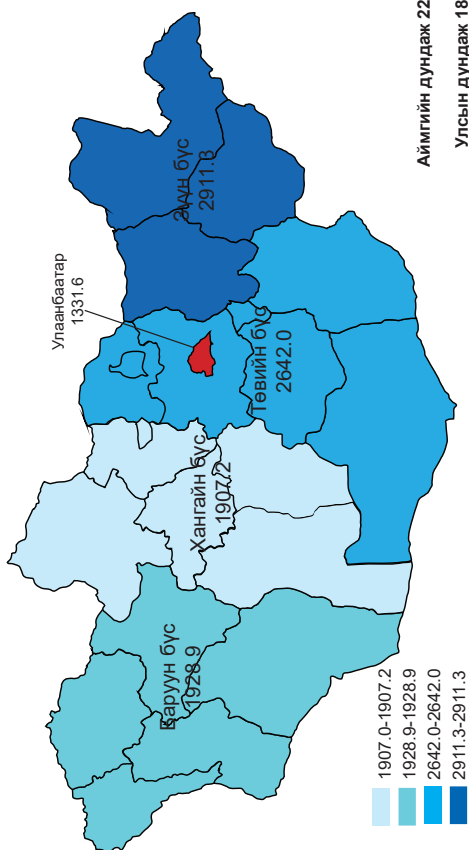 Улаанбаатар
1331.6
Зүүн бүс
2911.3
Төвийн бүс
2642.0
Хангайн бүс
1907.2
Баруун бүс
1928.9
1907.0-1907.2
1928.9-1928.9
2642.0-2642.0
2911.3-2911.3
Аймгийн дундаж 22
Улсын дундаж 18